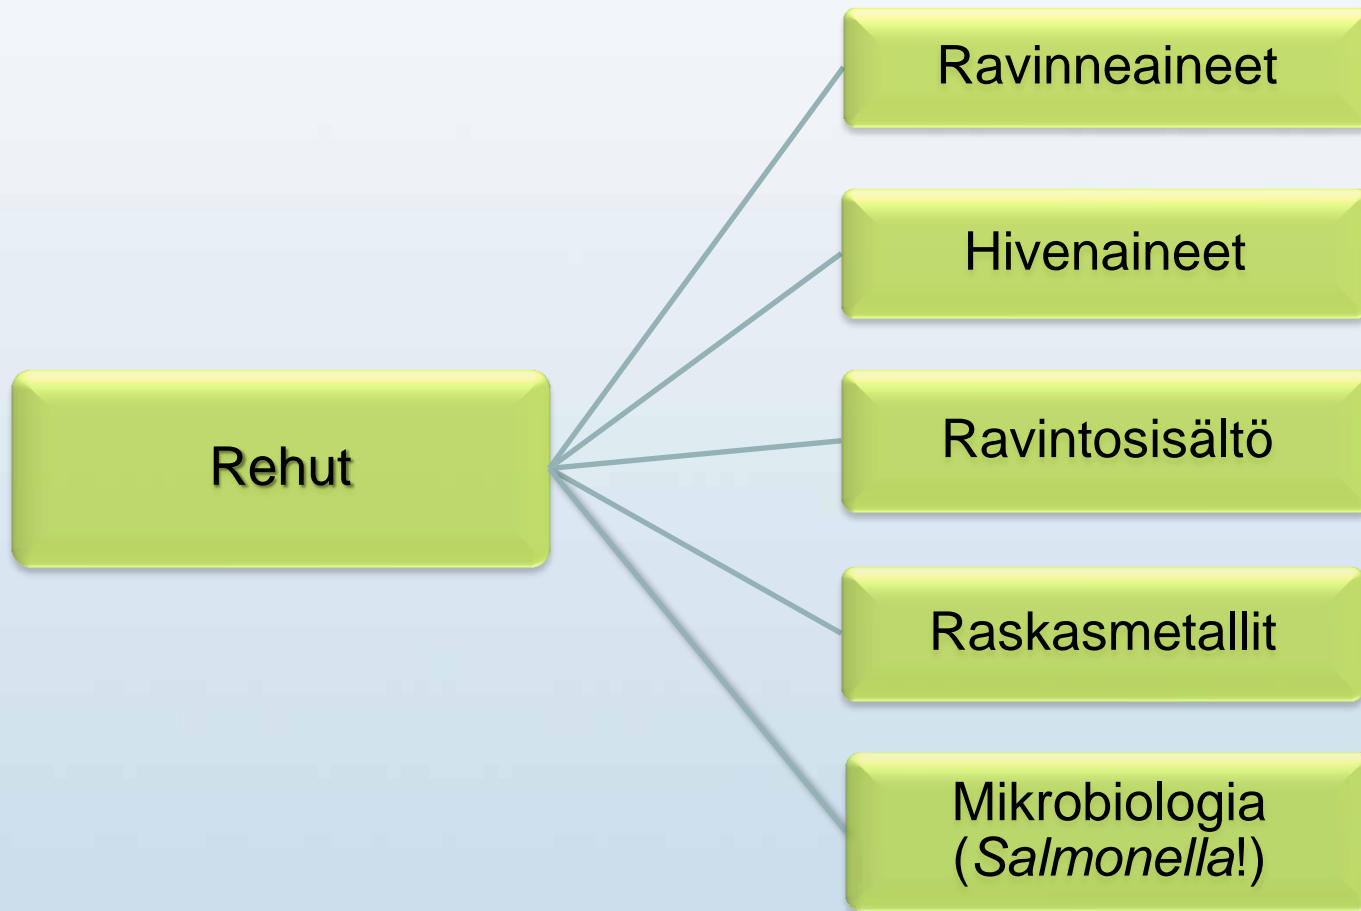 Rehut
Ravinneaineet
Hivenaineet
Ravintosisältö
Raskasmetallit
Mikrobiologia
(Salmonella!)